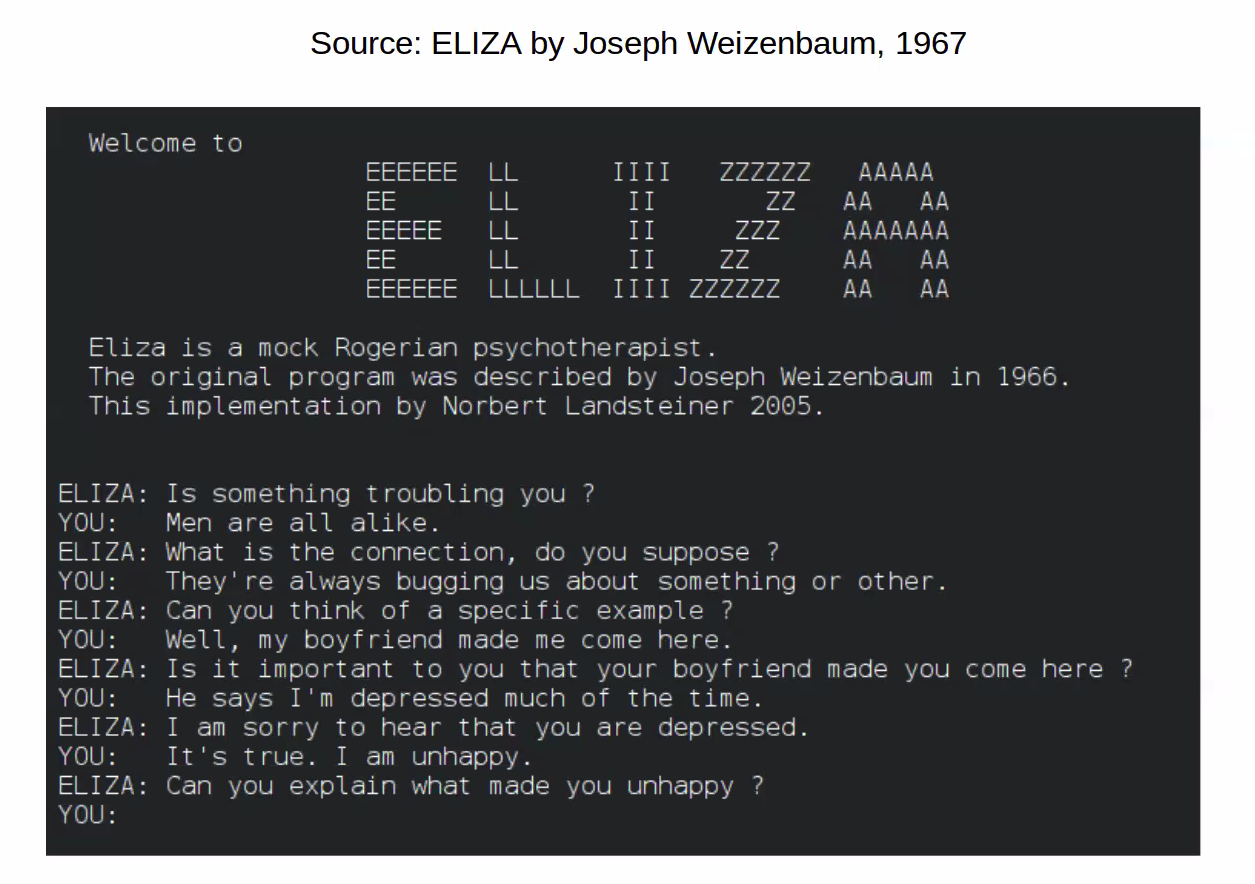 Source: ELIZA by Joseph Weizenbaum, 1967
Welcome to
EEEEEE  LL      IIII   ZZZZZZ   AAAAA
EE      LL       II       ZZ   AA   AA
EEEEE   LL       II     ZZZ    AAAAAAA
EE      LL       II    ZZ      AA   AA
EEEEEE  LLLLLL  IIII ZZZZZZ    AA   AA
Eliza is a mock Rogerian psychotherapist.
The original program was described by Joseph Weizenbaum in 1966.
This implementation by Norbert Landsteiner 2005.
ELIZA: Is something troubling you ?
YOU:   Men are all alike.
ELIZA: What is the connection, do you suppose ?
YOU:   They're always bugging us about something or other.
ELIZA: Can you think of a specific example ?
YOU:   Well, my boyfriend made me come here.
ELIZA: Is it important to you that your boyfriend made you come here ?
YOU:   He says I'm depressed much of the time.
ELIZA: I am sorry to hear that you are depressed.
YOU:   It's true. I am unhappy.
ELIZA: Can you explain what made you unhappy ?
YOU: